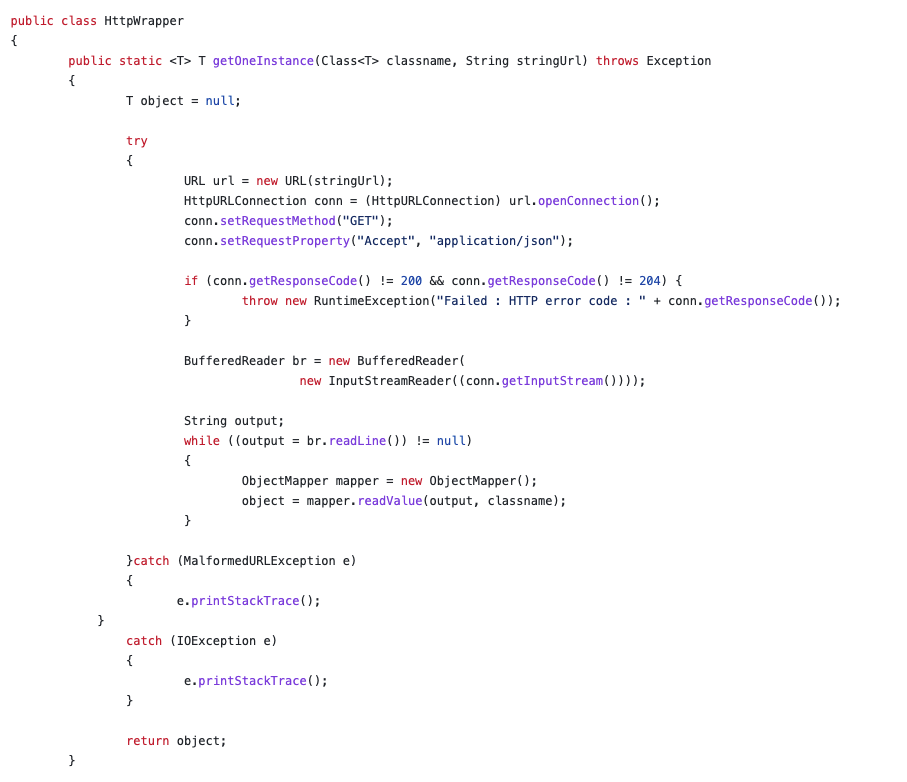 public class HttpWrapper
{
public static <T> T getOneInstance(Class<T> classname, String stringUrl) throws Exception
{
T object = null;
try
{
URL url = new URL(stringUrl);
HttpURLConnection conn = (HttpURLConnection) url.openConnection();
conn.setRequestMethod("GET");
conn.setRequestProperty("Accept", "application/json");
if (conn.getResponseCode() != 200 && conn.getResponseCode() != 204) {
throw new RuntimeException("Failed : HTTP error code : " + conn.getResponseCode());
}
BufferedReader br = new BufferedReader(
new InputStreamReader((conn.getInputStream())));
String output;
while ((output = br.readLine()) != null)
{
ObjectMapper mapper = new ObjectMapper();
object = mapper.readValue(output, classname);
}
}catch (MalformedURLException e)
{
e.printStackTrace();
}
catch (IOException e)
{
e.printStackTrace();
}
return object;
}